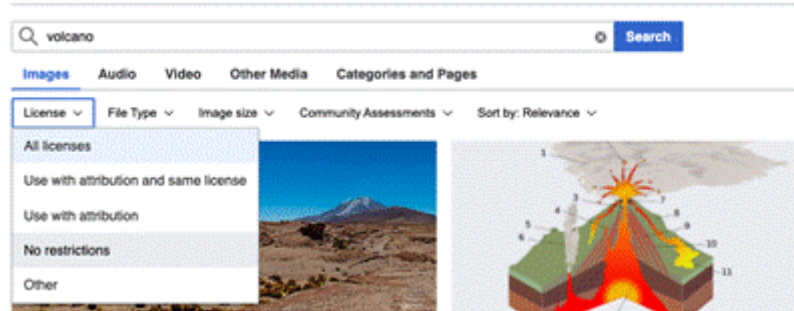 volcano Search
Images Audio Video Other Media Categories and Pages
License File Type Image size Community Assessments Sort by: Relevance
All licenses
Use with attribution and same license
Use with attribution
No restrictions
Other
1
3
7
4
8
5
9
6
10
11